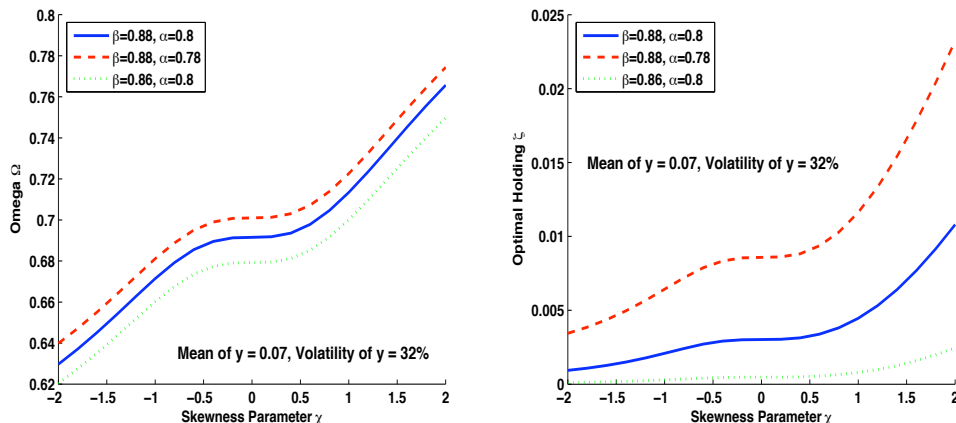 0.8
0.78
0.76
0.74
0.72
0.7
0.68
0.66
0.64
0.62
Omega Ω
β=0.88, α=0.8
β=0.88, α=0.78
β=0.86, α=0.8
Mean of y = 0.07, Volatility of y = 32%
−2 −1.5 −1 −0.5 0 0.5 1 1.5 2
Skewness Parameter χ
0.025
0.02
0.015
0.01
0.005
0
Optimal Holding ζ
β=0.88, α=0.8
β=0.88, α=0.78
β=0.86, α=0.8
Mean of y = 0.07, Volatility of y = 32%
−2 −1.5 −1 −0.5 0 0.5 1 1.5 2
Skewness Parameter χ